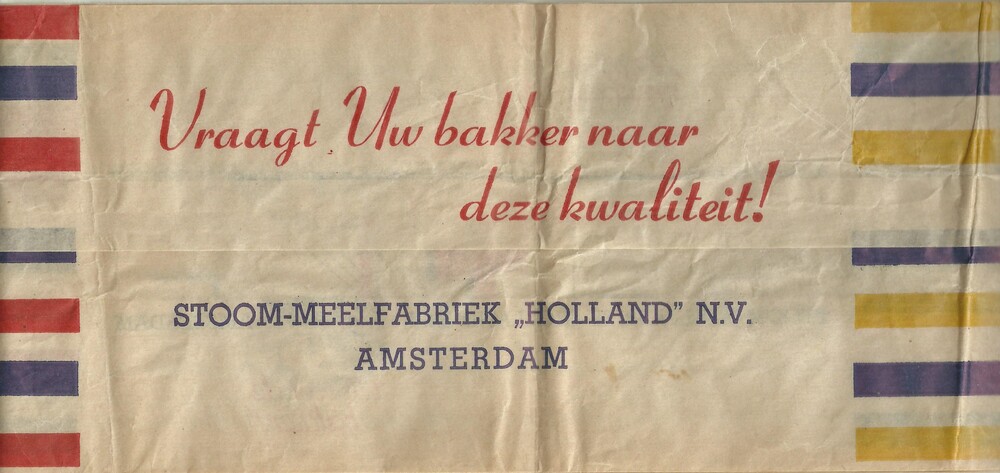 Vraagt Uw bakker naar
deze kwaliteit!
STOOM-MEELFABRIEK „HOLLAND” N.V.
AMSTERDAM